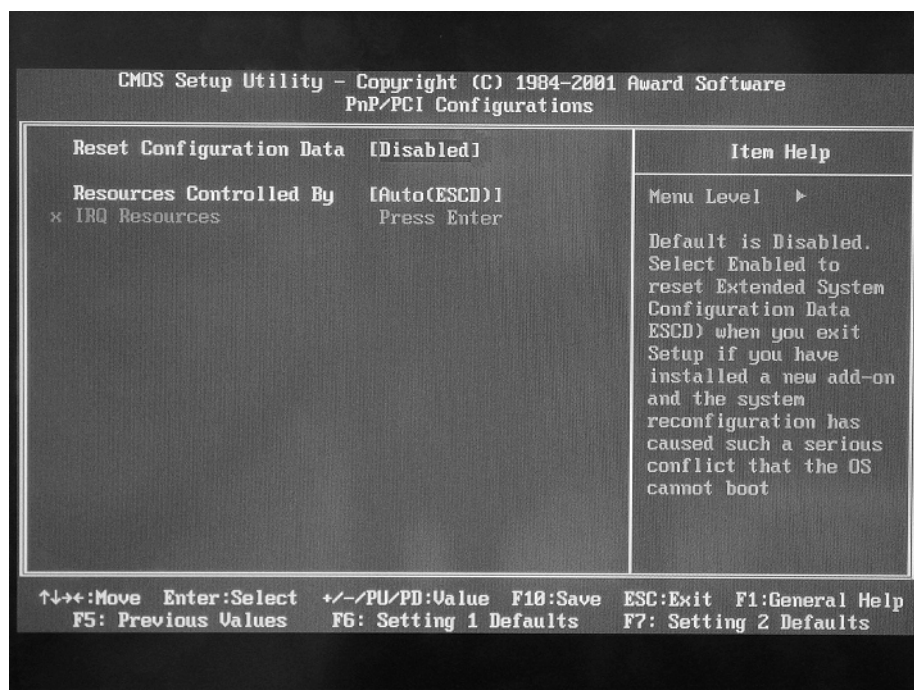 CMOS Setup Utility – Copyright (C) 1984–2001 Award Software
PnP/PCI Configurations
Reset Configuration Data [Disabled]
Resources Controlled By [Auto(ESCD)]
x IRQ Resources Press Enter
Item Help
Menu Level ▸
Default is Disabled.
Select Enabled to
reset Extended System
Configuration Data
ESCD) when you exit
Setup if you have
installed a new add-on
and the system
reconfiguration has
caused such a serious
conflict that the OS
cannot boot
↑↓→←:Move Enter:Select +/-/PU/PD:Value F10:Save ESC:Exit F1:General Help
F5: Previous Values F6: Setting 1 Defaults F7: Setting 2 Defaults